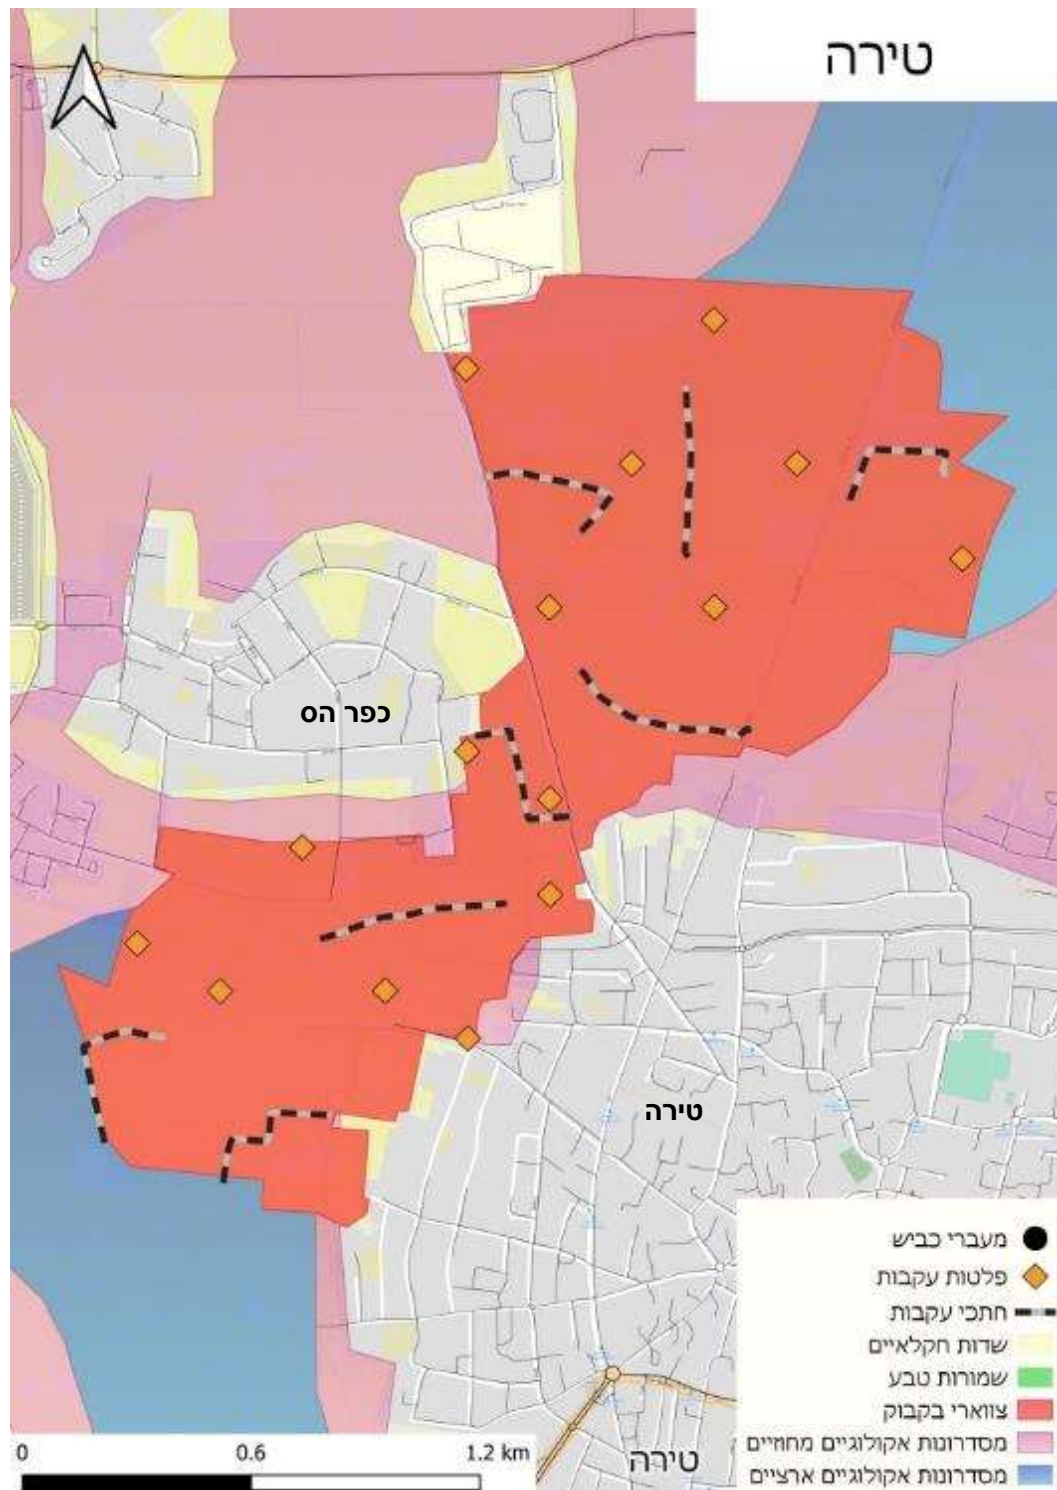 טירה
כפר הס
טירה
מעברי כביש
פלטות עקבות
חתכי עקבות
שדות חקלאיים
שמורות טבע
צווארי בקבוק
מסדרונות אקולוגיים מחוזיים
מסדרונות אקולוגיים ארציים
טירה
0 0.6 1.2 km